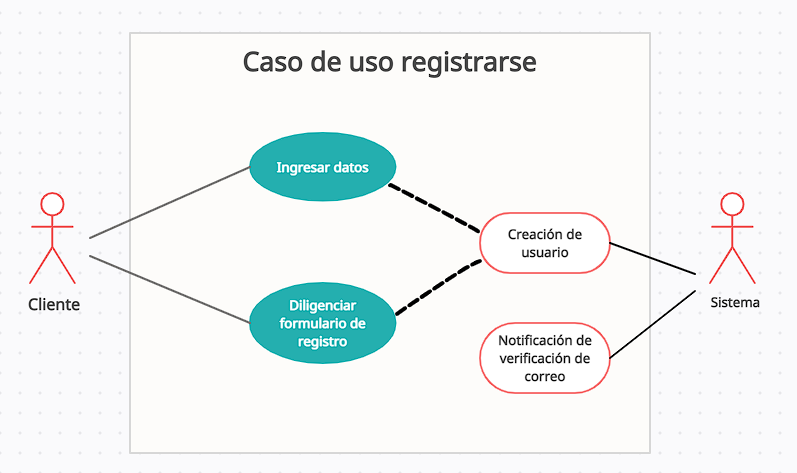 Caso de uso registrarse
Ingresar datos
Creación de
usuario
Cliente
Diligenciar
formulario de
registro
Sistema
Notificación de
verificación de
correo